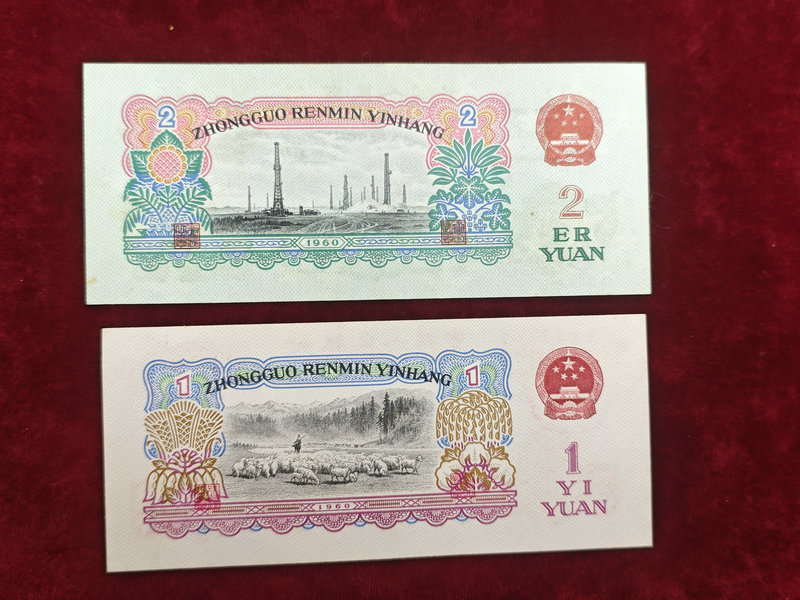 2 2
ZHONGGUO RENMIN YINHANG
1960
2
ER
YUAN
1 1
ZHONGGUO RENMIN YINHANG
1960
1
YI
YUAN